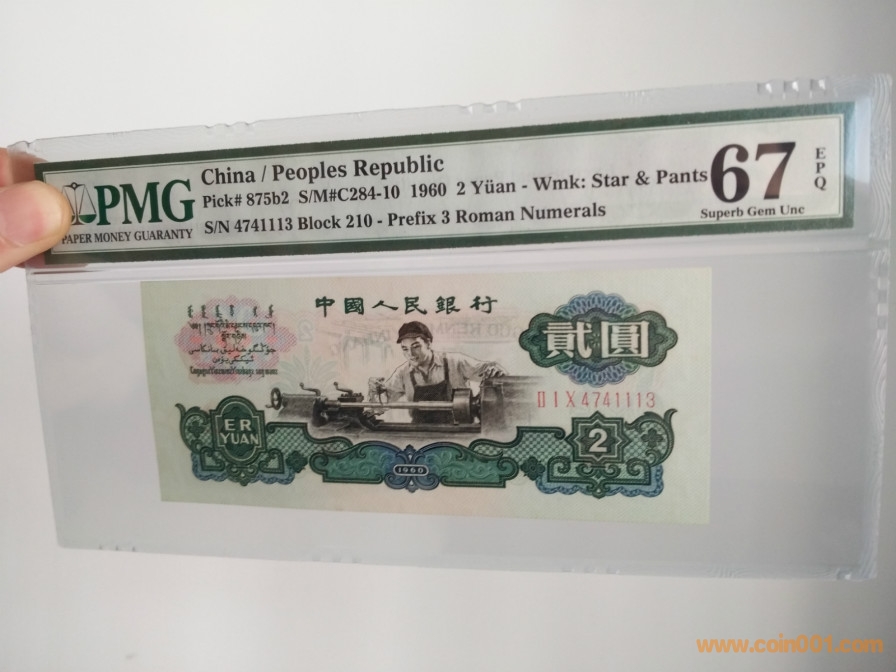 PMG
PAPER MONEY GUARANTY
China / Peoples Republic
Pick# 875b2 S/M#C284-10 1960 2 Yüan - Wmk: Star & Pants
S/N 4741113 Block 210 - Prefix 3 Roman Numerals
67
EPQ
Superb Gem Unc
中國人民銀行
貳圓
ⅡⅠⅩ4741113
ER
YUAN
2
1960
www.coin001.com